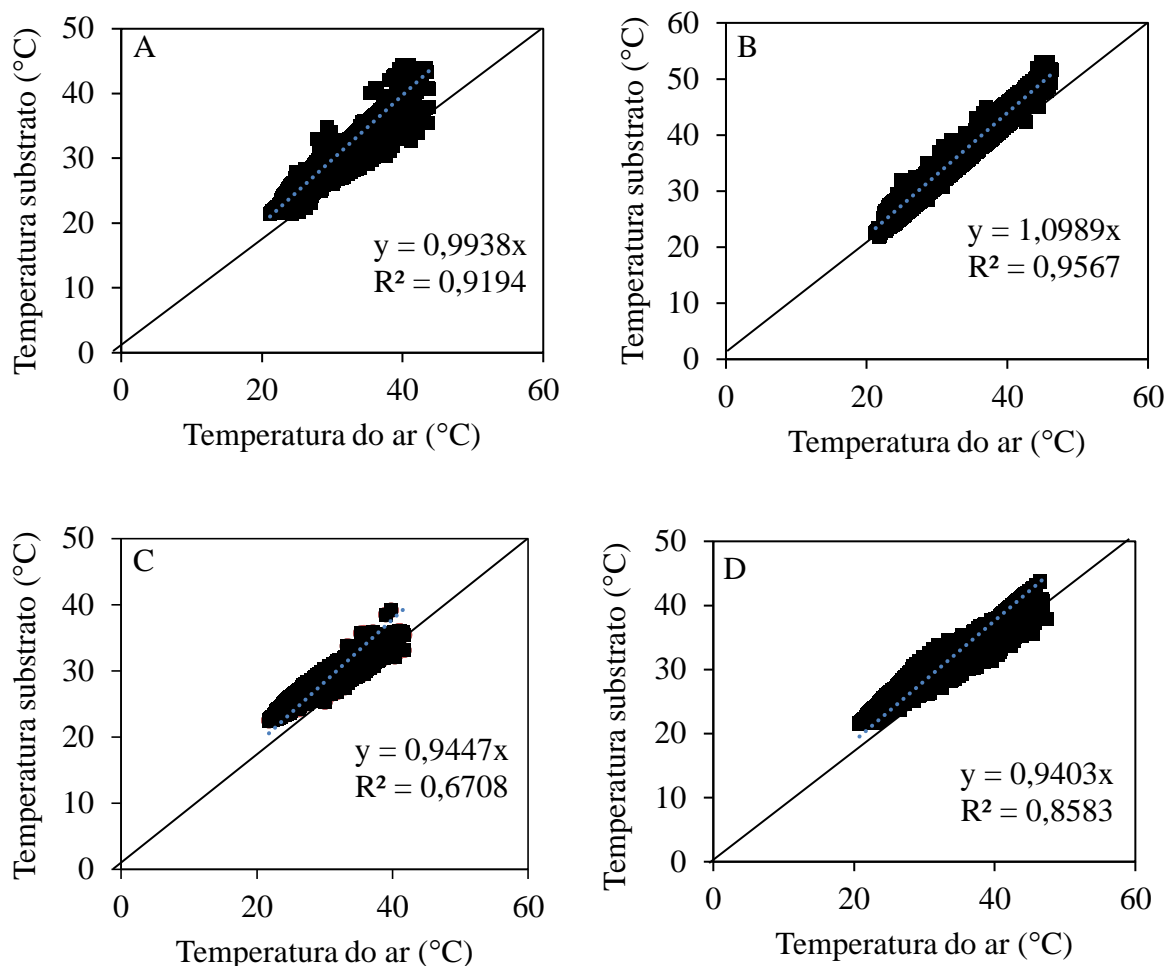 A
Temperatura substrato (°C)
50
40
30
20
10
0
y = 0,9938x
R² = 0,9194
0 20 40 60
Temperatura do ar (°C)
B
Temperatura substrato (°C)
60
50
40
30
20
10
0
y = 1,0989x
R² = 0,9567
0 20 40 60
Temperatura do ar (°C)
C
Temperatura substrato (°C)
50
40
30
20
10
0
y = 0,9447x
R² = 0,6708
0 20 40 60
Temperatura do ar (°C)
D
Temperatura substrato (°C)
50
40
30
20
10
0
y = 0,9403x
R² = 0,8583
0 20 40 60
Temperatura do ar (°C)